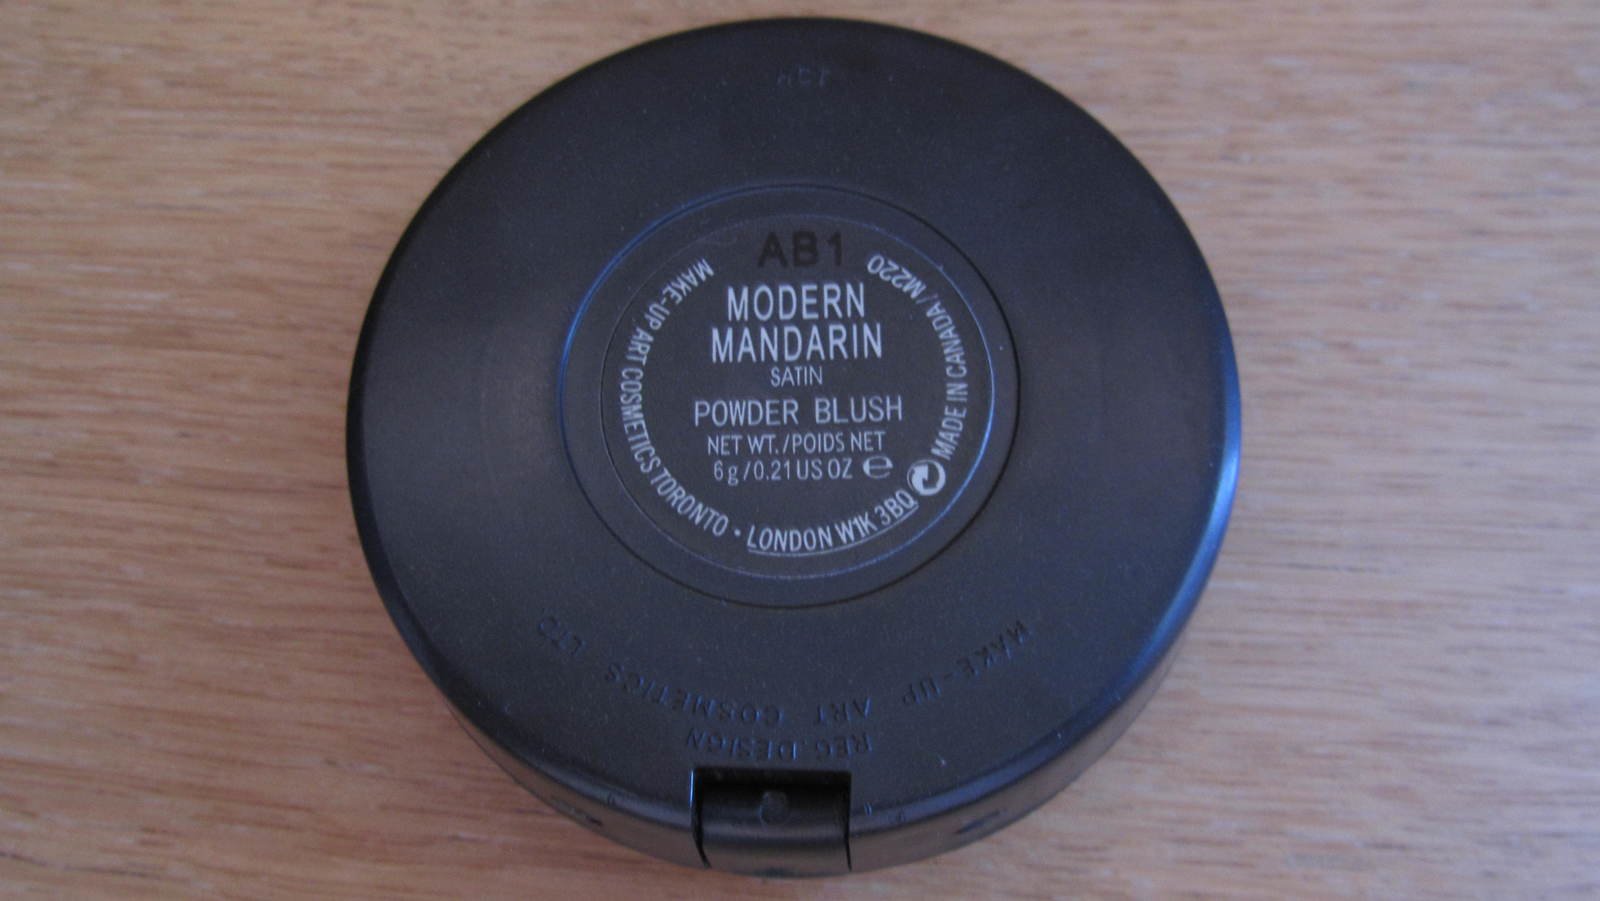 AB1
MODERN
MANDARIN
SATIN
POWDER BLUSH
NET WT./POIDS NET
6g/0.21 US OZ e
MAKE-UP ART COSMETICS TORONTO · LONDON W1K 3BQ
MADE IN CANADA/M220
MAKE-UP ART COSMETICS LTD
REG.DESIGN